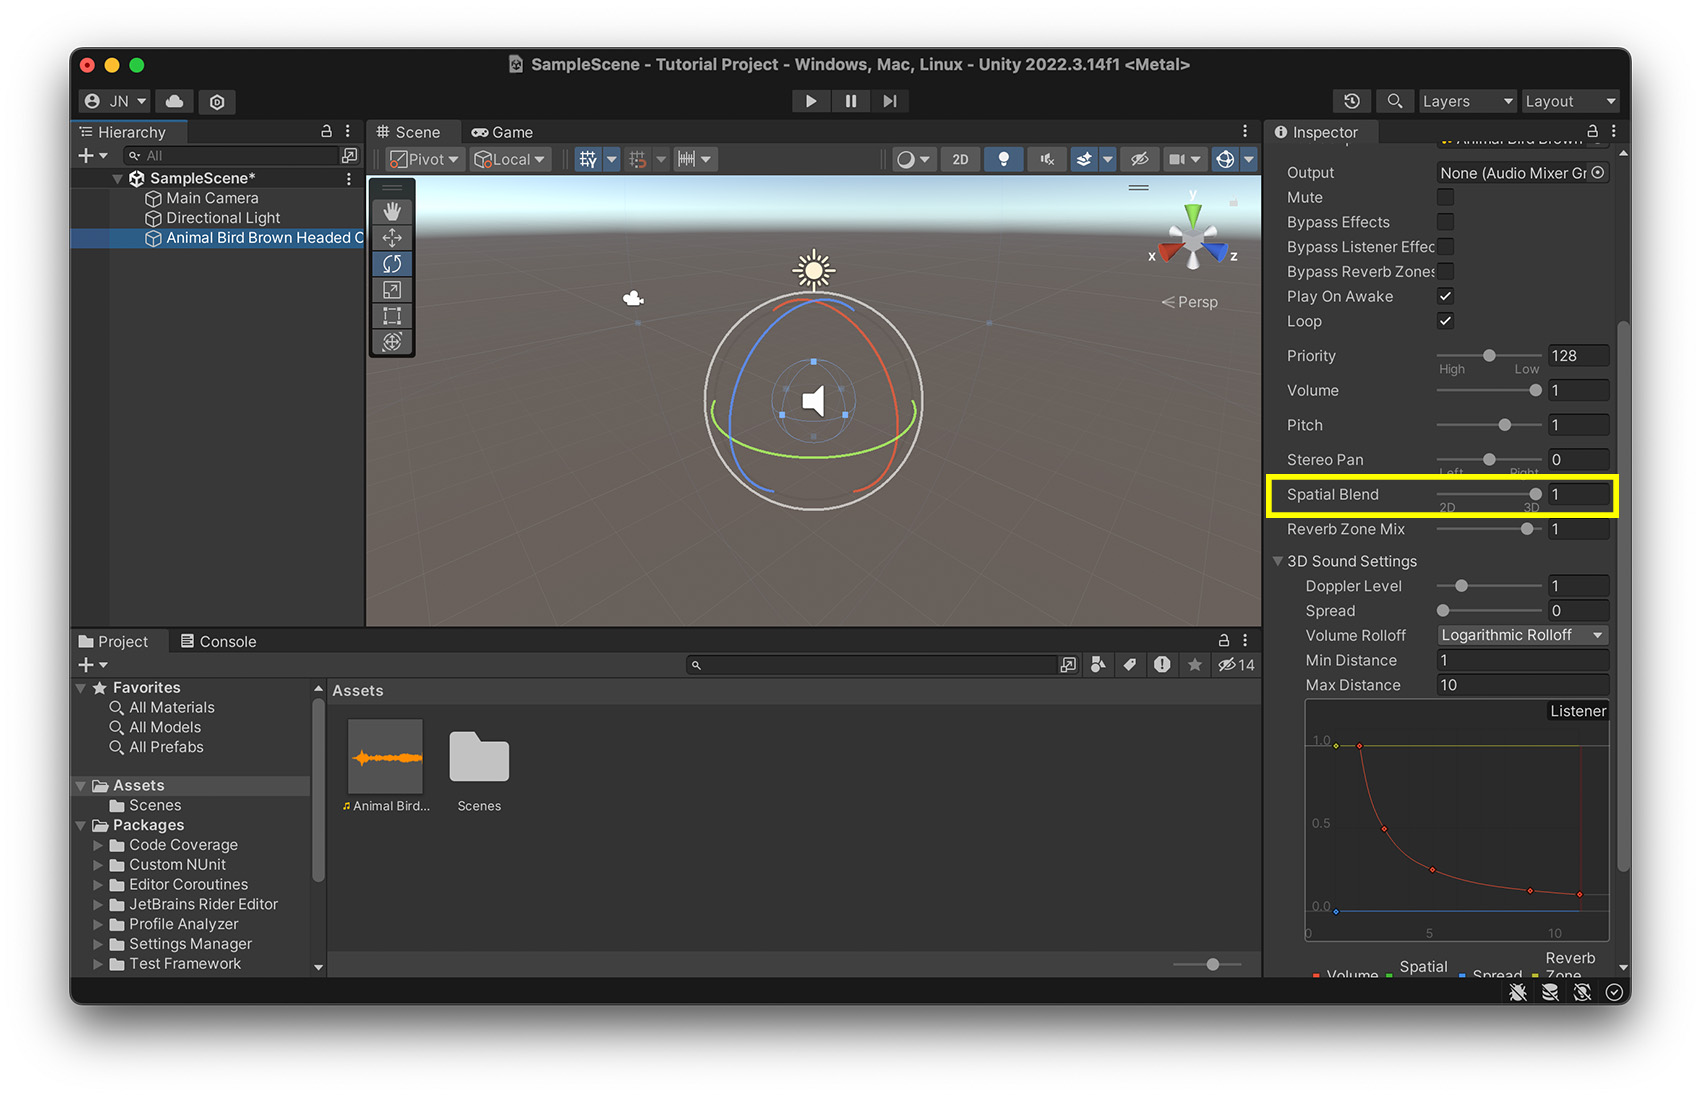 SampleScene - Tutorial Project - Windows, Mac, Linux - Unity 2022.3.14f1 <Metal>
JN
Layers
Layout
Hierarchy
All
SampleScene*
Main Camera
Directional Light
Animal Bird Brown Headed C
Scene
Game
Pivot
Local
2D
y
x
z
Persp
Inspector
Animal Bird Brown
Output
None (Audio Mixer Gr
Mute
Bypass Effects
Bypass Listener Effec
Bypass Reverb Zones
Play On Awake
Loop
Priority
128
High
Low
Volume
1
Pitch
1
Stereo Pan
0
Left
Right
Spatial Blend
1
2D
3D
Reverb Zone Mix
1
3D Sound Settings
Doppler Level
1
Spread
0
Volume Rolloff
Logarithmic Rolloff
Min Distance
1
Max Distance
10
Listener
1.0
0.5
0.0
0
5
10
Volume
Spatial
Spread
Reverb
Zone
Project
Console
14
Favorites
All Materials
All Models
All Prefabs
Assets
Scenes
Packages
Code Coverage
Custom NUnit
Editor Coroutines
JetBrains Rider Editor
Profile Analyzer
Settings Manager
Test Framework
Assets
Animal Bird...
Scenes